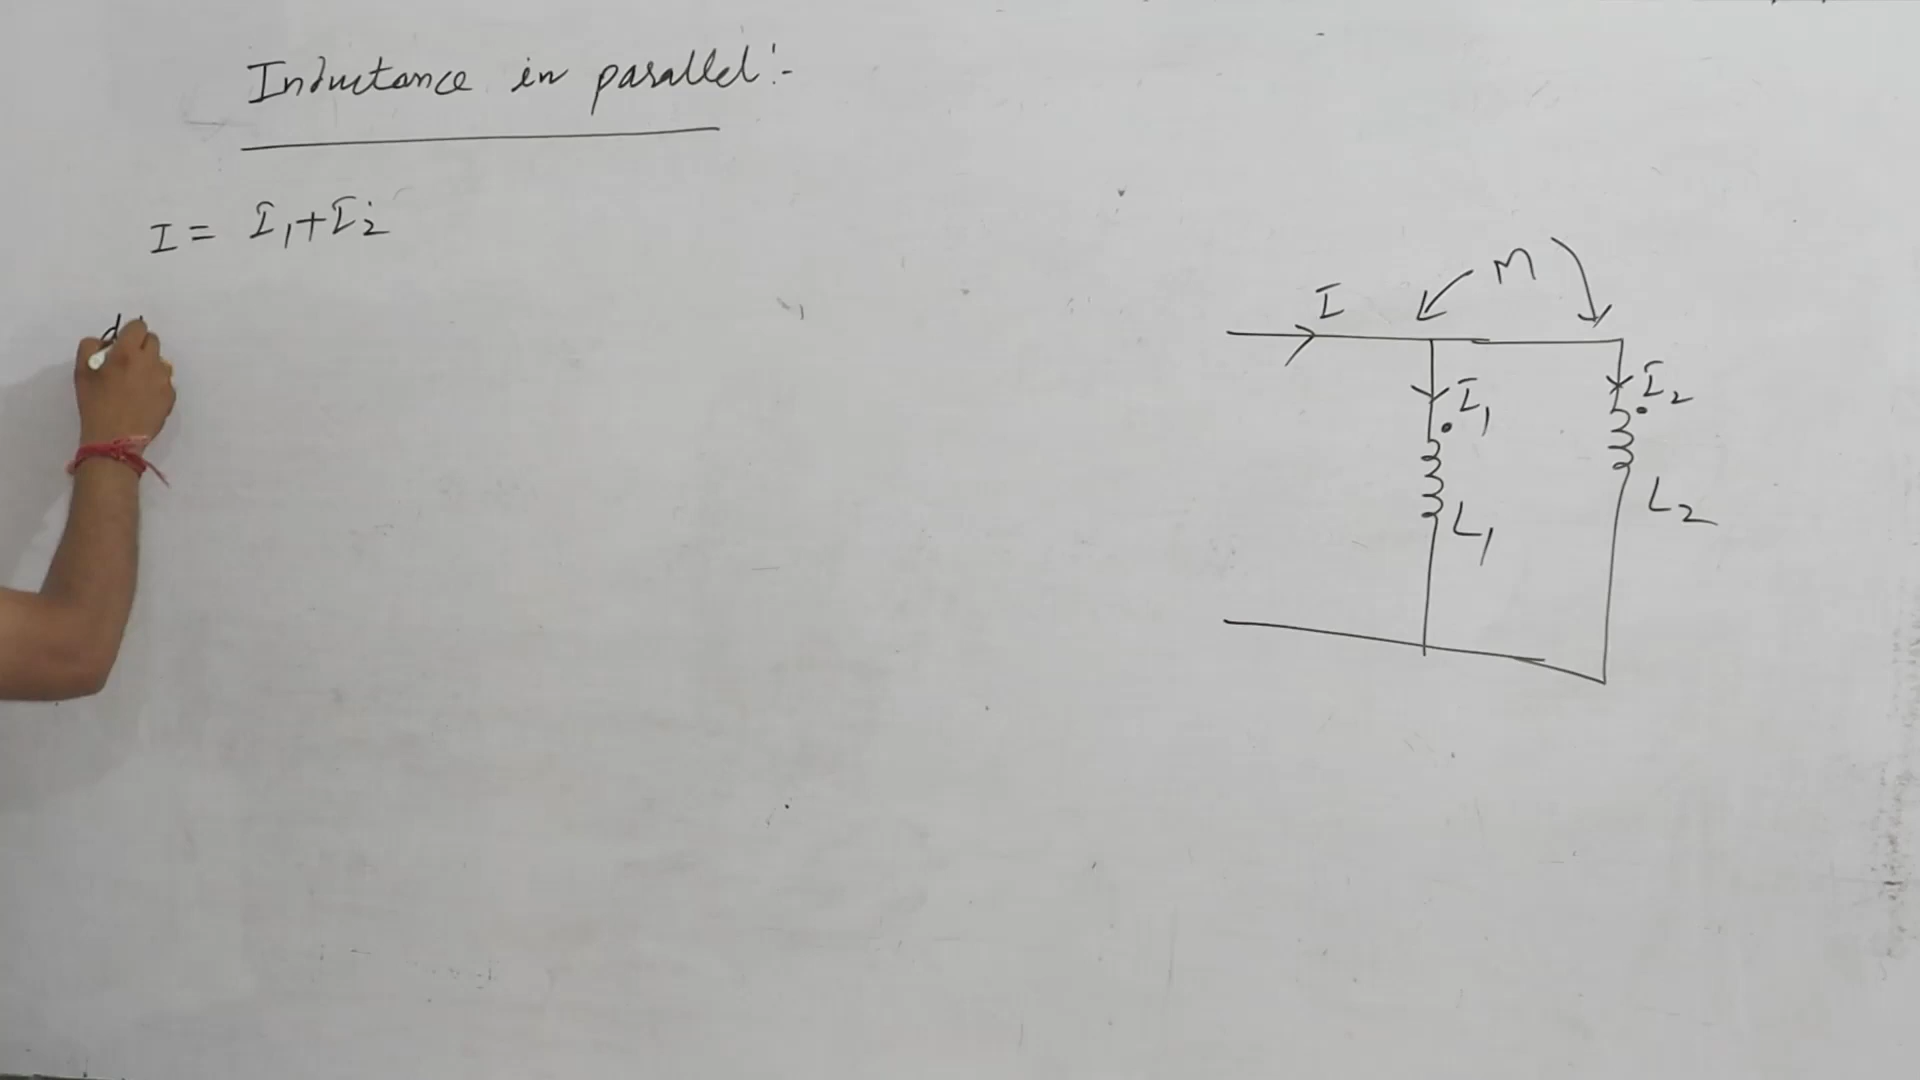 Inductance in parallel :-
I = I₁+I₂
d
M
I
I₁
I₂
L₁
L₂